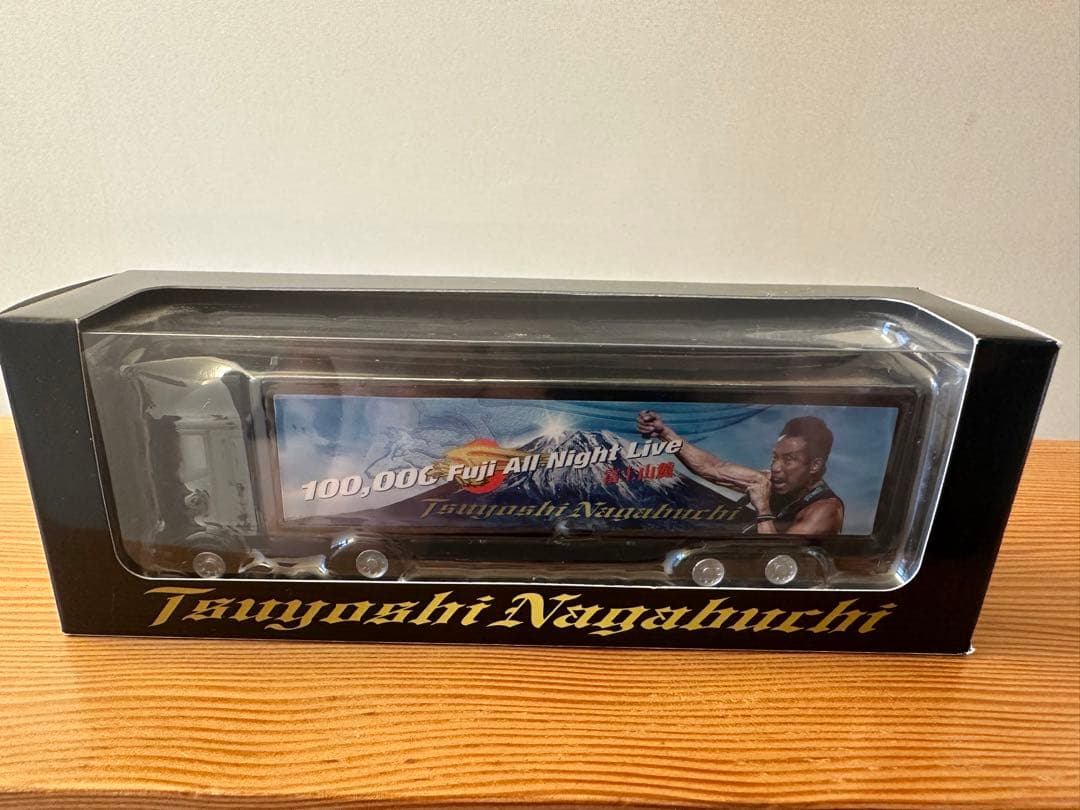 100,000 Fuji All Night Live
富士山麓
Tsuyoshi Nagabuchi
Tsuyoshi Nagabuchi